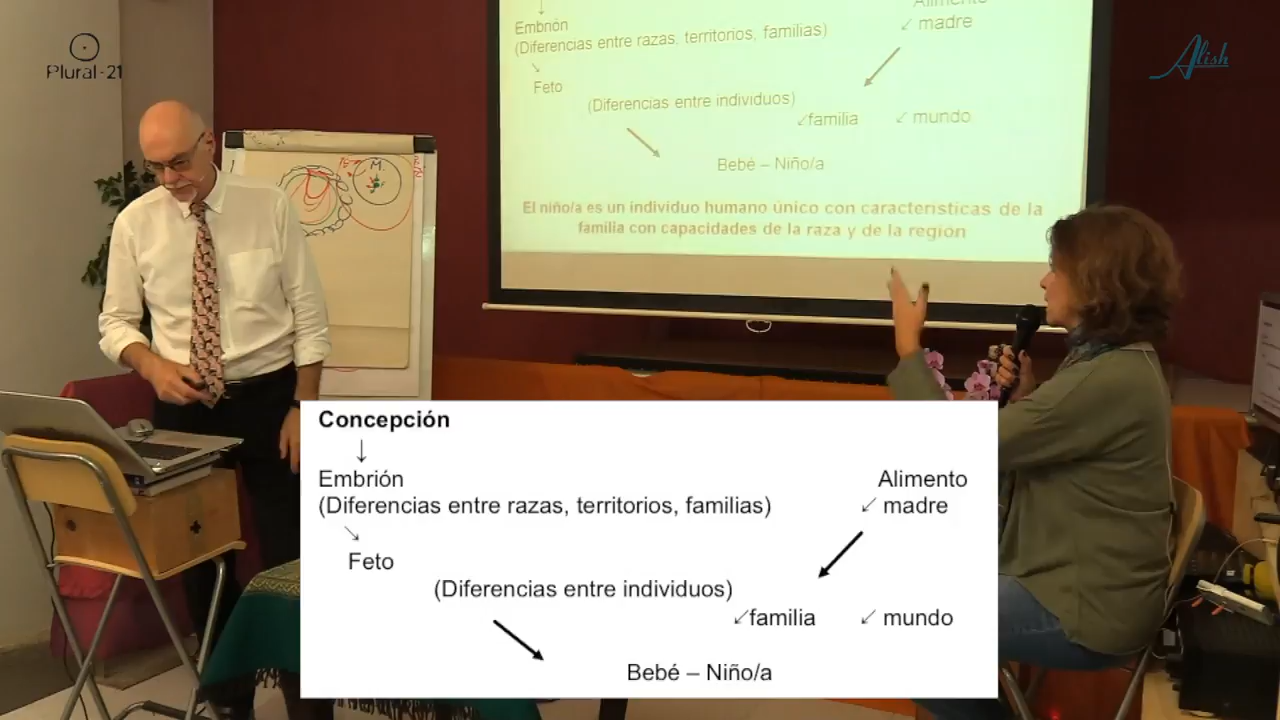 Plural-21
Alish
Embrión
Alimento
madre
(Diferencias entre razas, territorios, familias)
Feto
(Diferencias entre individuos)
familia
mundo
Bebé – Niño/a
El niño/a es un individuo humano único con características de la
familia con capacidades de la raza y de la región
M.
Concepción
Embrión
Alimento
(Diferencias entre razas, territorios, familias)
madre
Feto
(Diferencias entre individuos)
familia
mundo
Bebé – Niño/a